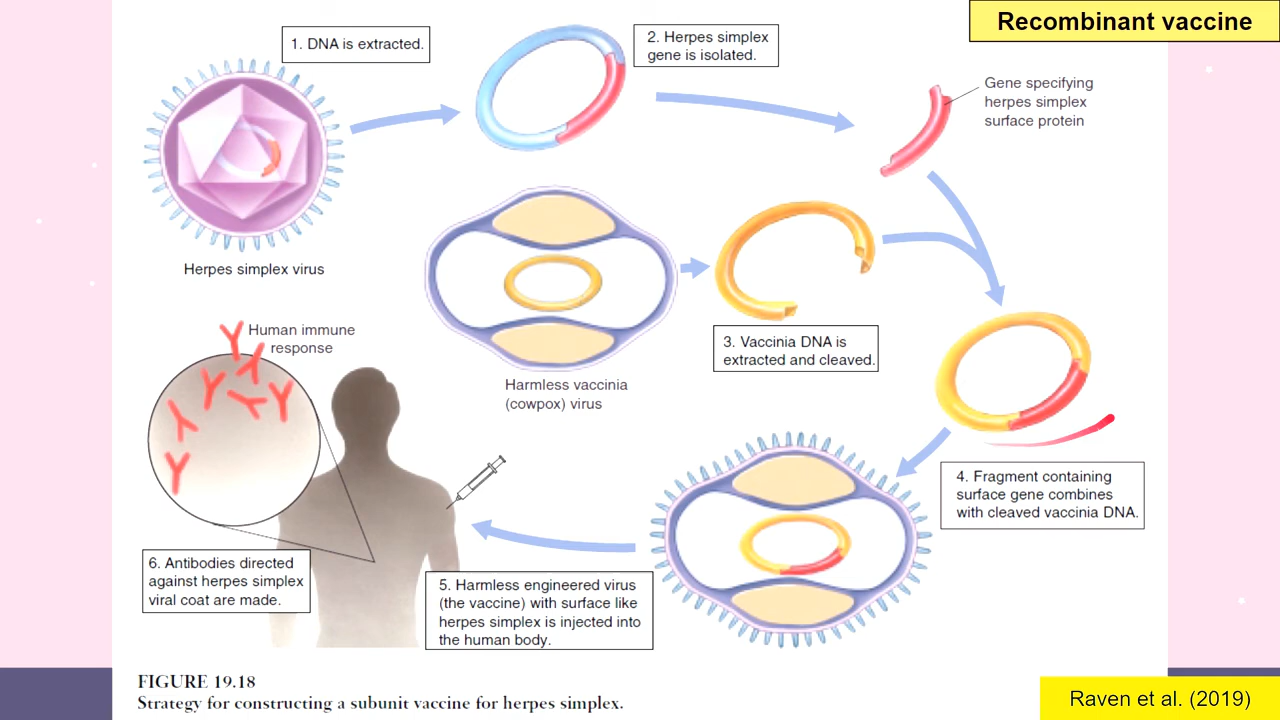 Recombinant vaccine
1. DNA is extracted.
2. Herpes simplex
gene is isolated.
Gene specifying
herpes simplex
surface protein
Herpes simplex virus
Harmless vaccinia
(cowpox) virus
3. Vaccinia DNA is
extracted and cleaved.
4. Fragment containing
surface gene combines
with cleaved vaccinia DNA.
Human immune
response
5. Harmless engineered virus
(the vaccine) with surface like
herpes simplex is injected into
the human body.
6. Antibodies directed
against herpes simplex
viral coat are made.
FIGURE 19.18
Strategy for constructing a subunit vaccine for herpes simplex.
Raven et al. (2019)